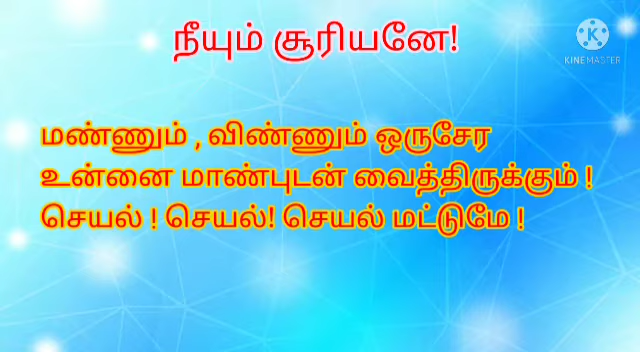 நீயும் சூரியனே!
KINEMASTER
மண்ணும் , விண்ணும் ஒருசேர
உன்னை மாண்புடன் வைத்திருக்கும் !
செயல் ! செயல்! செயல் மட்டுமே !